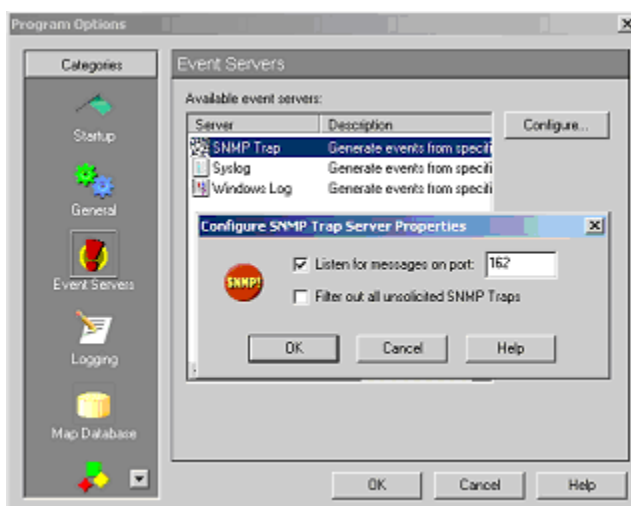 Program Options
Categories
Startup
General
Event Servers
Logging
Map Database
Event Servers
Available event servers:
Server Description
Configure...
SNMP Trap Generate events from specifi
Syslog Generate events from specifi
Windows Log Generate events from specifi
Configure SNMP Trap Server Properties
SNMP!
Listen for messages on port: 162
Filter out all unsolicited SNMP Traps
OK Cancel Help
OK Cancel Help